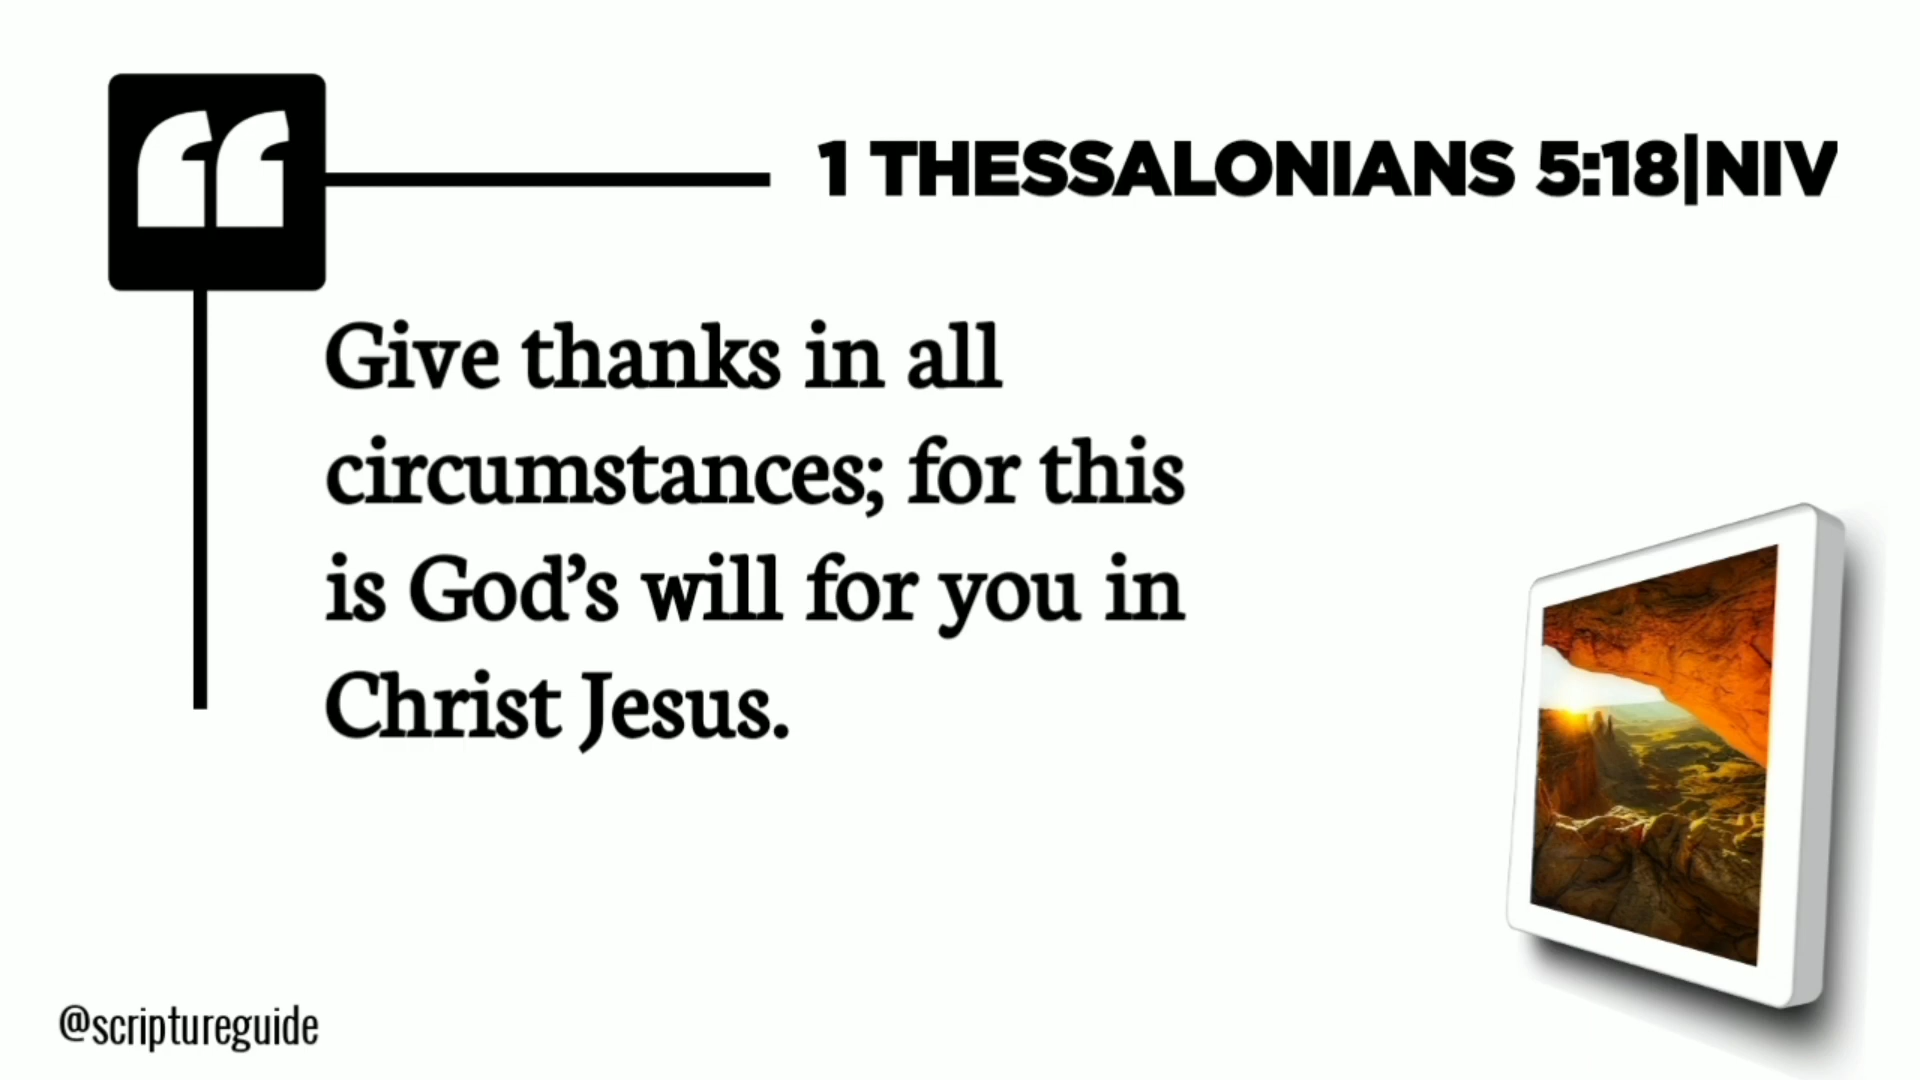 1 THESSALONIANS 5:18|NIV
Give thanks in all
circumstances; for this
is God’s will for you in
Christ Jesus.
@scriptureguide